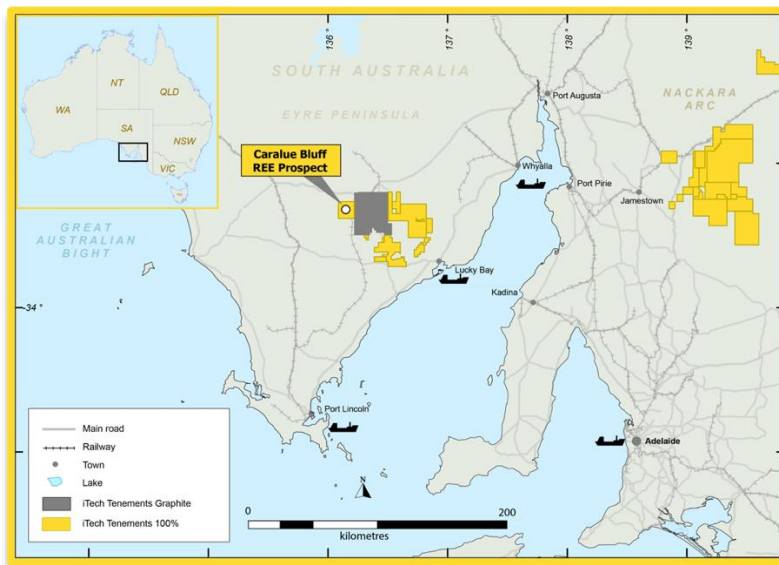 136 °
137 °
138 °
139 °
SOUTH AUSTRALIA
EYRE PENINSULA
NACKARA
ARC
NT
QLD
WA
SA
NSW
VIC
GREAT
AUSTRALIAN
BIGHT
Caralue Bluff
REE Prospect
Port Augusta
Whyalla
Port Pirie
Jamestown
Lucky Bay
Kadina
-34 °
Port Lincoln
Adelaide
Main road
Railway
Town
Lake
iTech Tenements Graphite
iTech Tenements 100%
N
0
200
kilometres